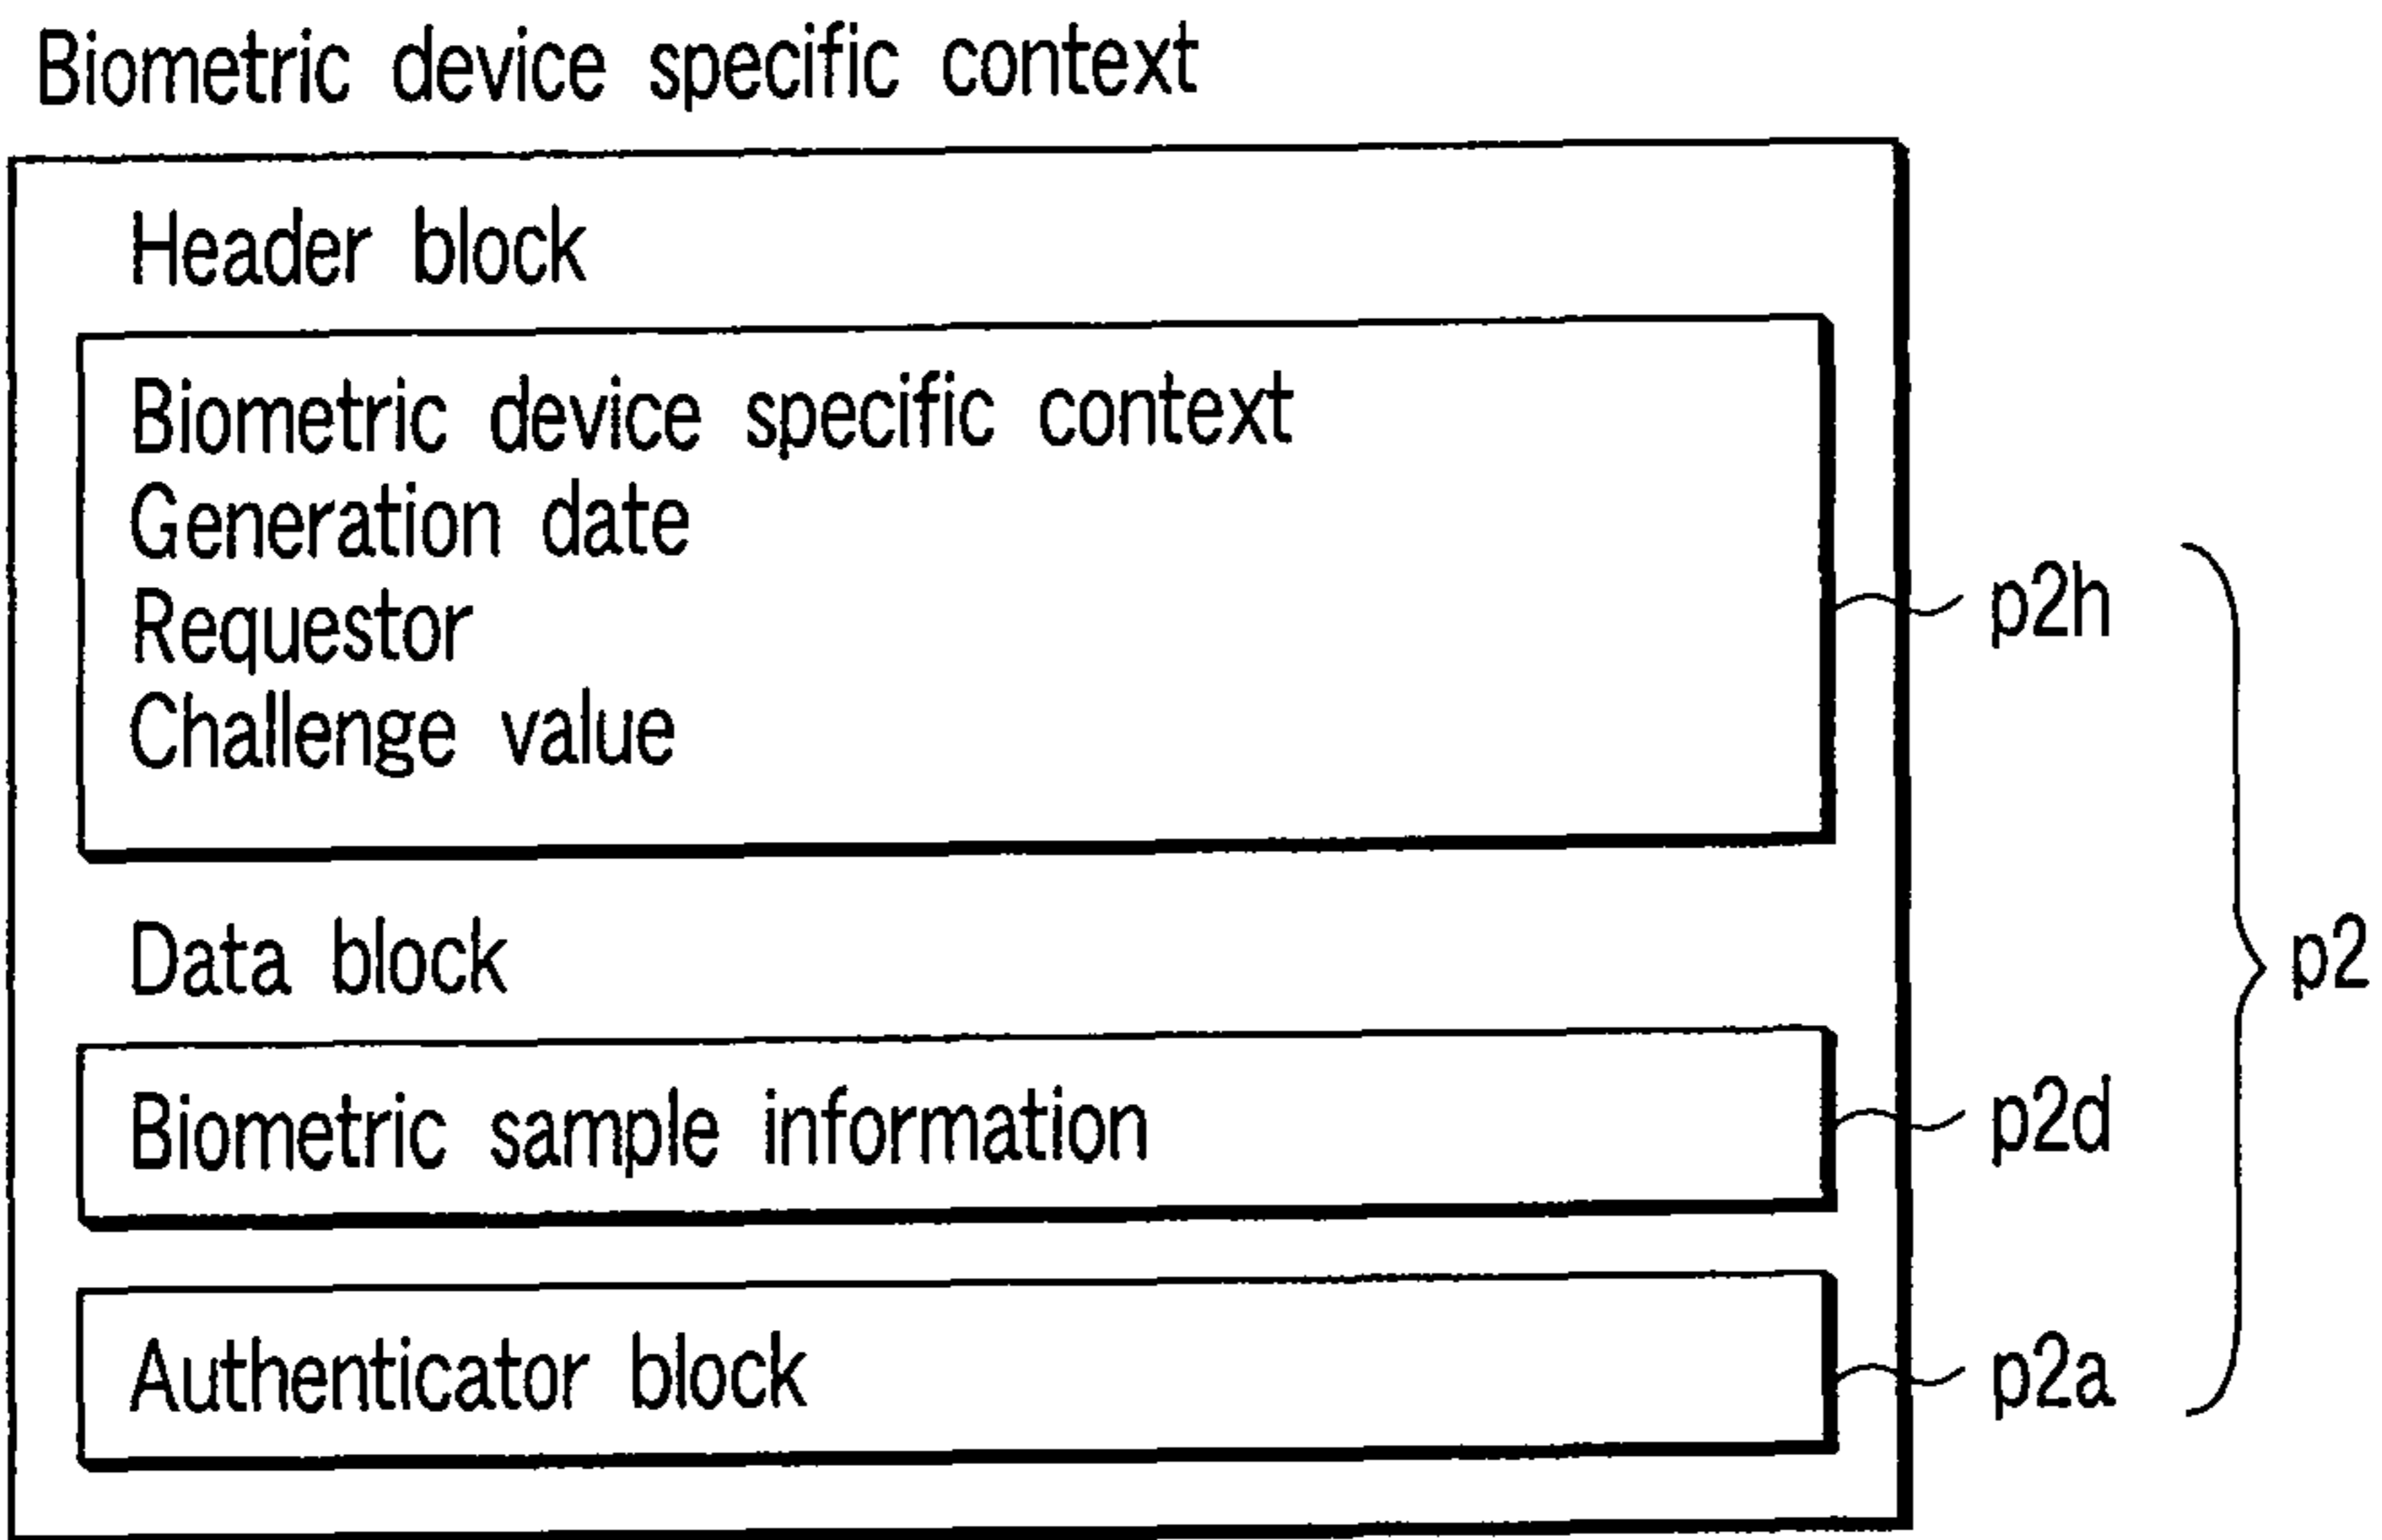 Biometric device specific context
Header block
Biometric device specific context
Generation date
Requestor
Challenge value
p2h
Data block
p2
Biometric sample information
p2d
Authenticator block
p2a